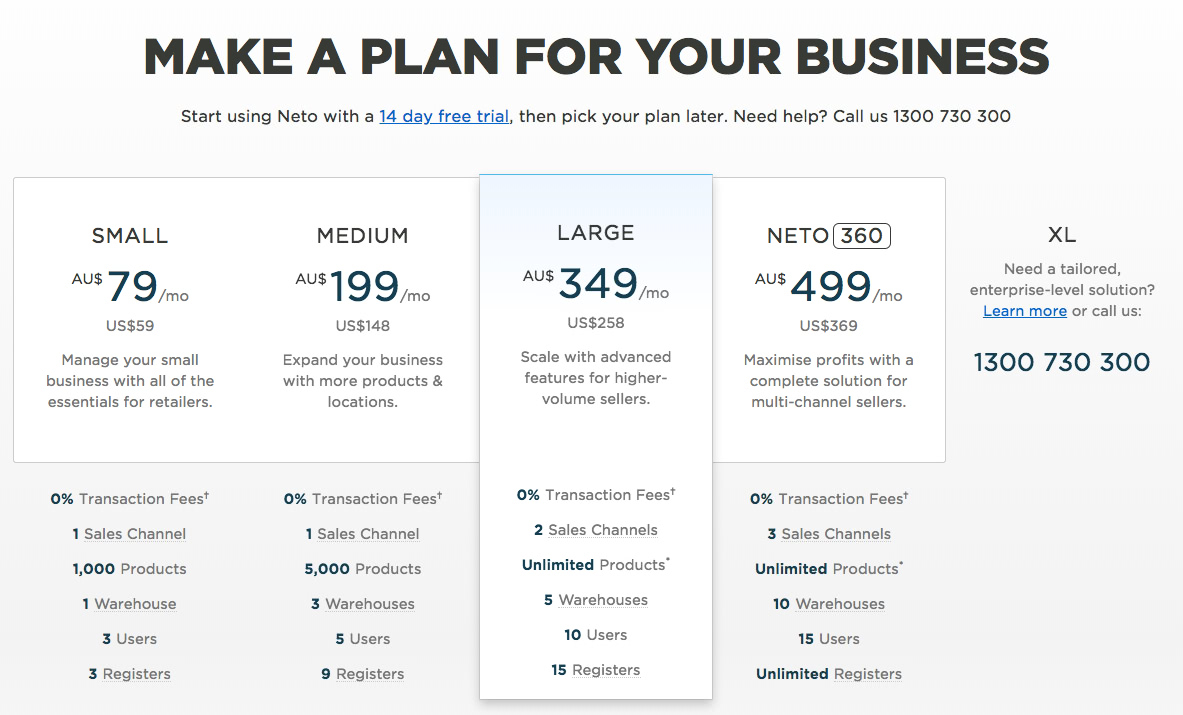 MAKE A PLAN FOR YOUR BUSINESS
Start using Neto with a 14 day free trial, then pick your plan later. Need help? Call us 1300 730 300
SMALL
AU$ 79 /mo
US$59
Manage your small
business with all of the
essentials for retailers.
0% Transaction Fees†
1 Sales Channel
1,000 Products
1 Warehouse
3 Users
3 Registers
MEDIUM
AU$ 199 /mo
US$148
Expand your business
with more products &
locations.
0% Transaction Fees†
1 Sales Channel
5,000 Products
3 Warehouses
5 Users
9 Registers
LARGE
AU$ 349 /mo
US$258
Scale with advanced
features for higher-
volume sellers.
0% Transaction Fees†
2 Sales Channels
Unlimited Products*
5 Warehouses
10 Users
15 Registers
NETO 360
AU$ 499 /mo
US$369
Maximise profits with a
complete solution for
multi-channel sellers.
0% Transaction Fees†
3 Sales Channels
Unlimited Products*
10 Warehouses
15 Users
Unlimited Registers
XL
Need a tailored,
enterprise-level solution?
Learn more or call us:
1300 730 300